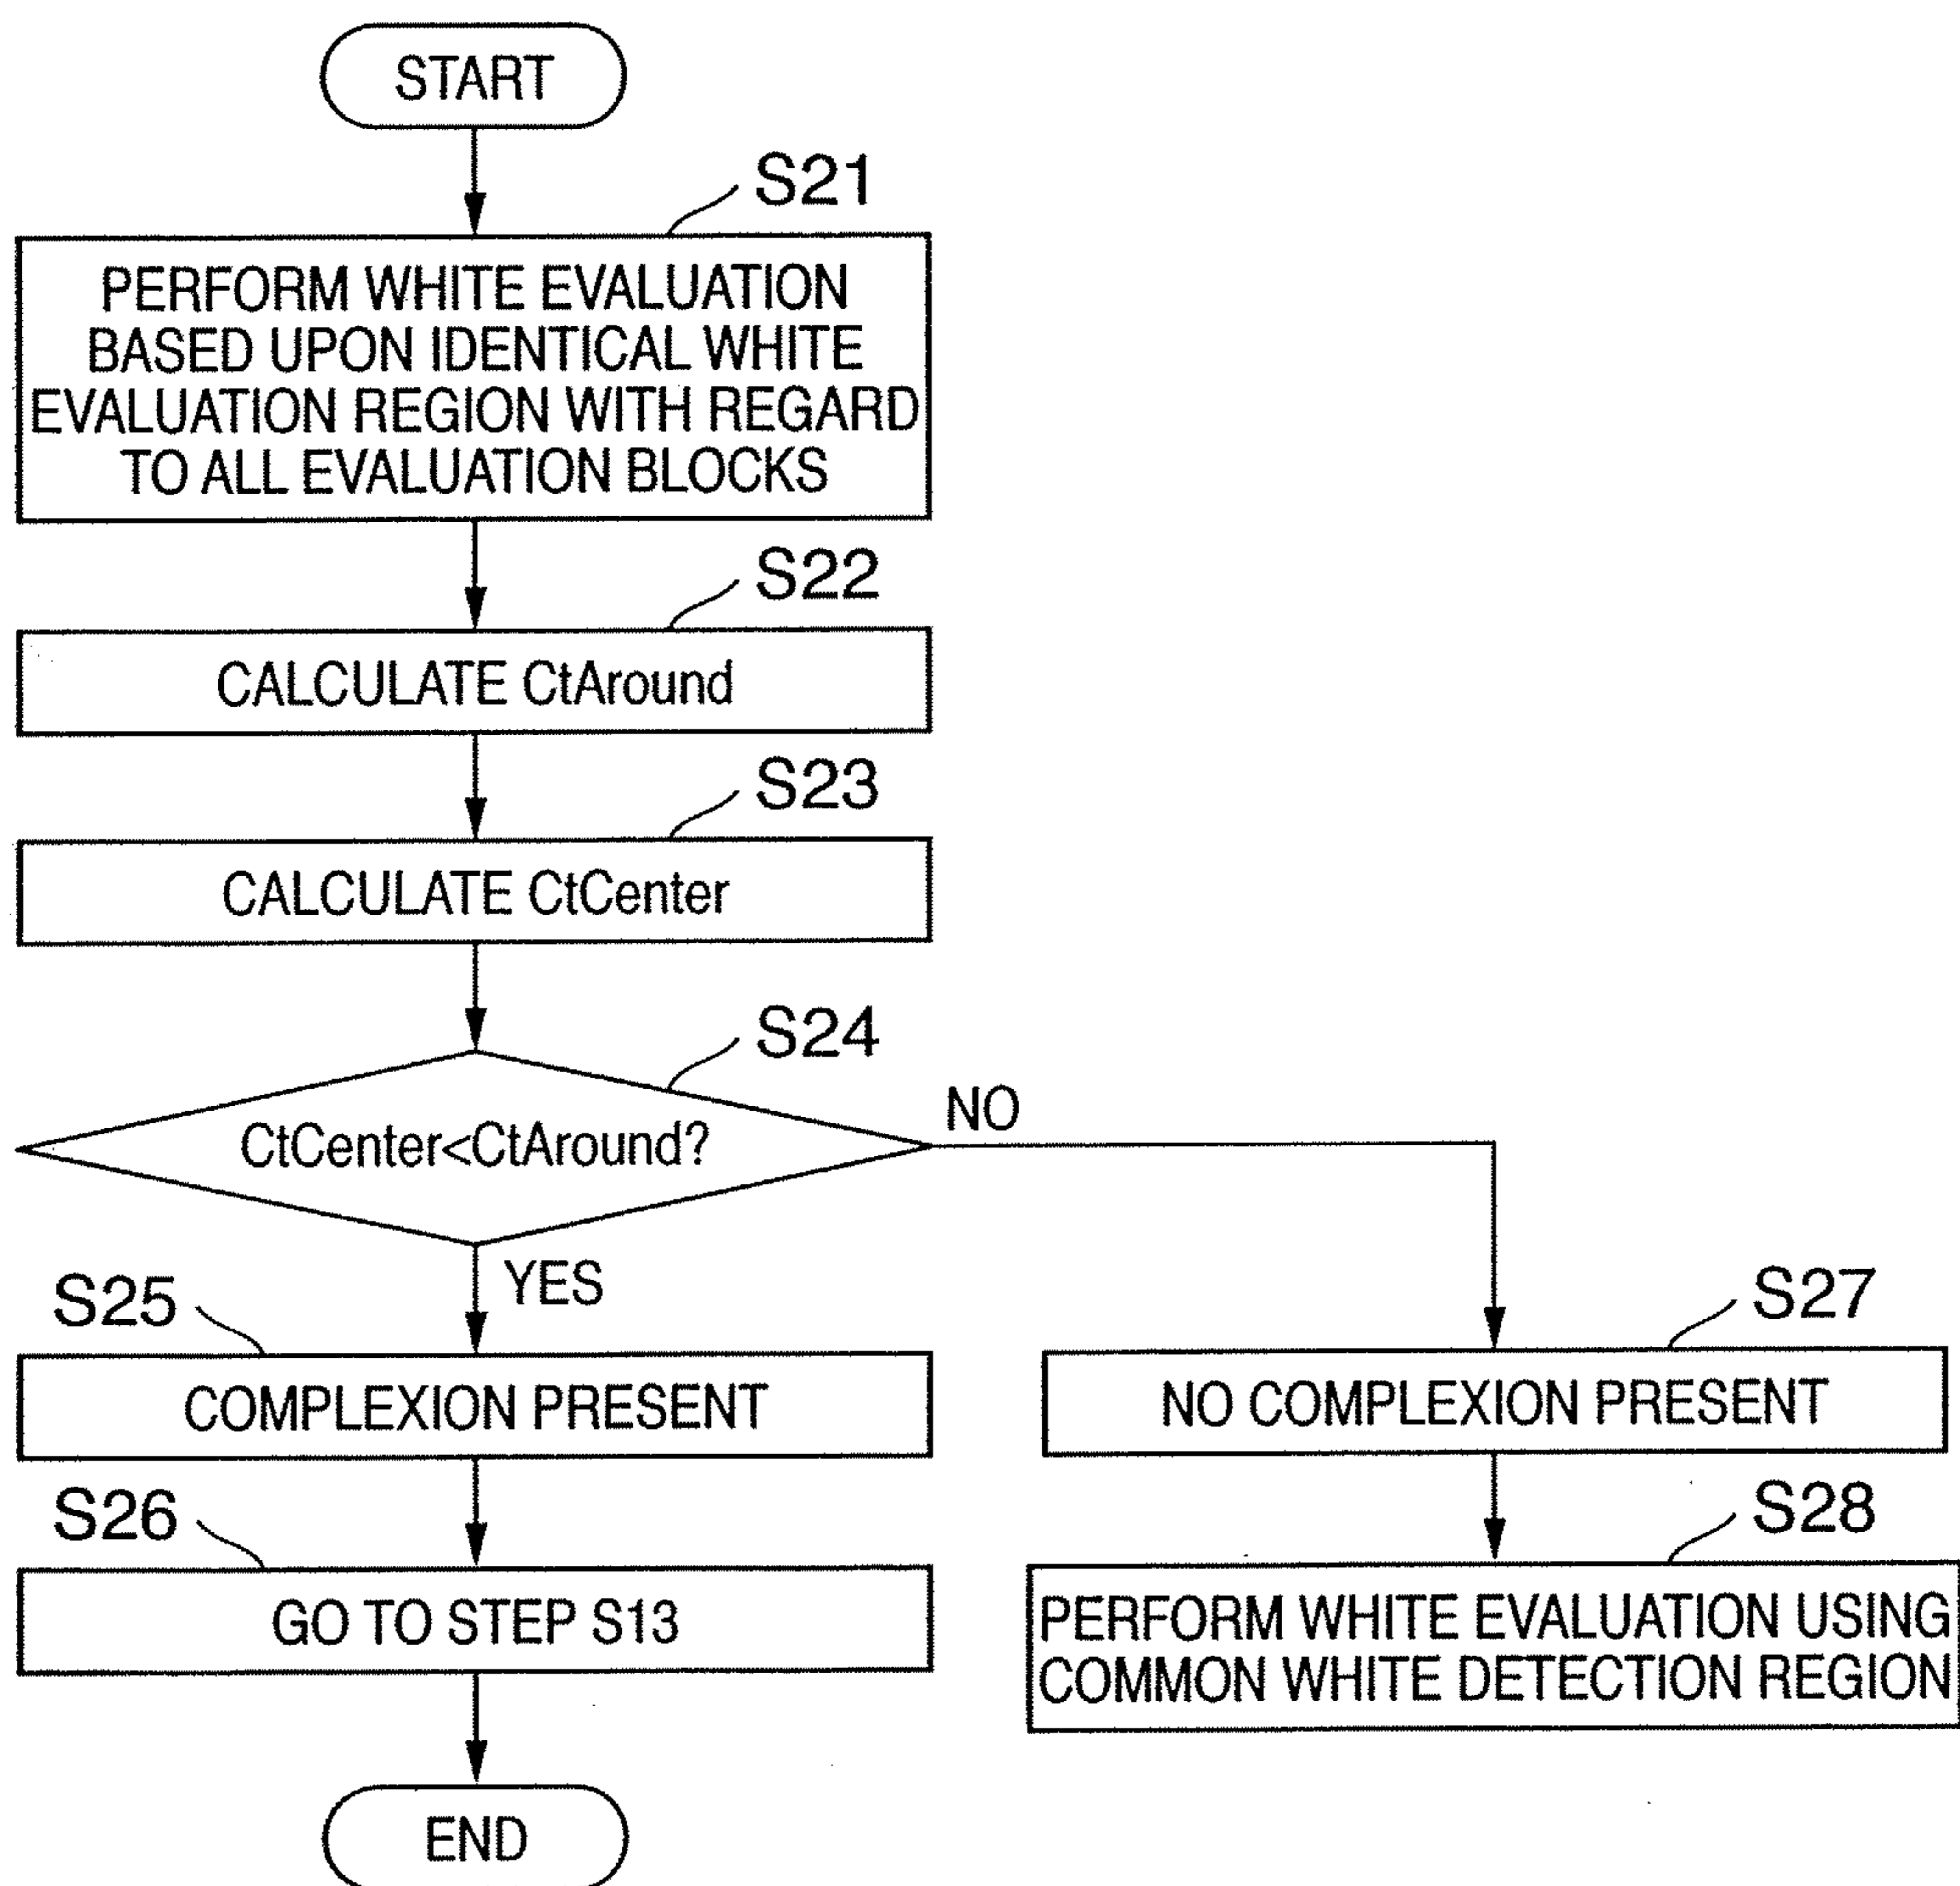 START
S21
PERFORM WHITE EVALUATION
BASED UPON IDENTICAL WHITE
EVALUATION REGION WITH REGARD
TO ALL EVALUATION BLOCKS
S22
CALCULATE CtAround
S23
CALCULATE CtCenter
S24
CtCenter<CtAround?
NO
YES
S25
COMPLEXION PRESENT
S26
GO TO STEP S13
END
S27
NO COMPLEXION PRESENT
S28
PERFORM WHITE EVALUATION USING
COMMON WHITE DETECTION REGION